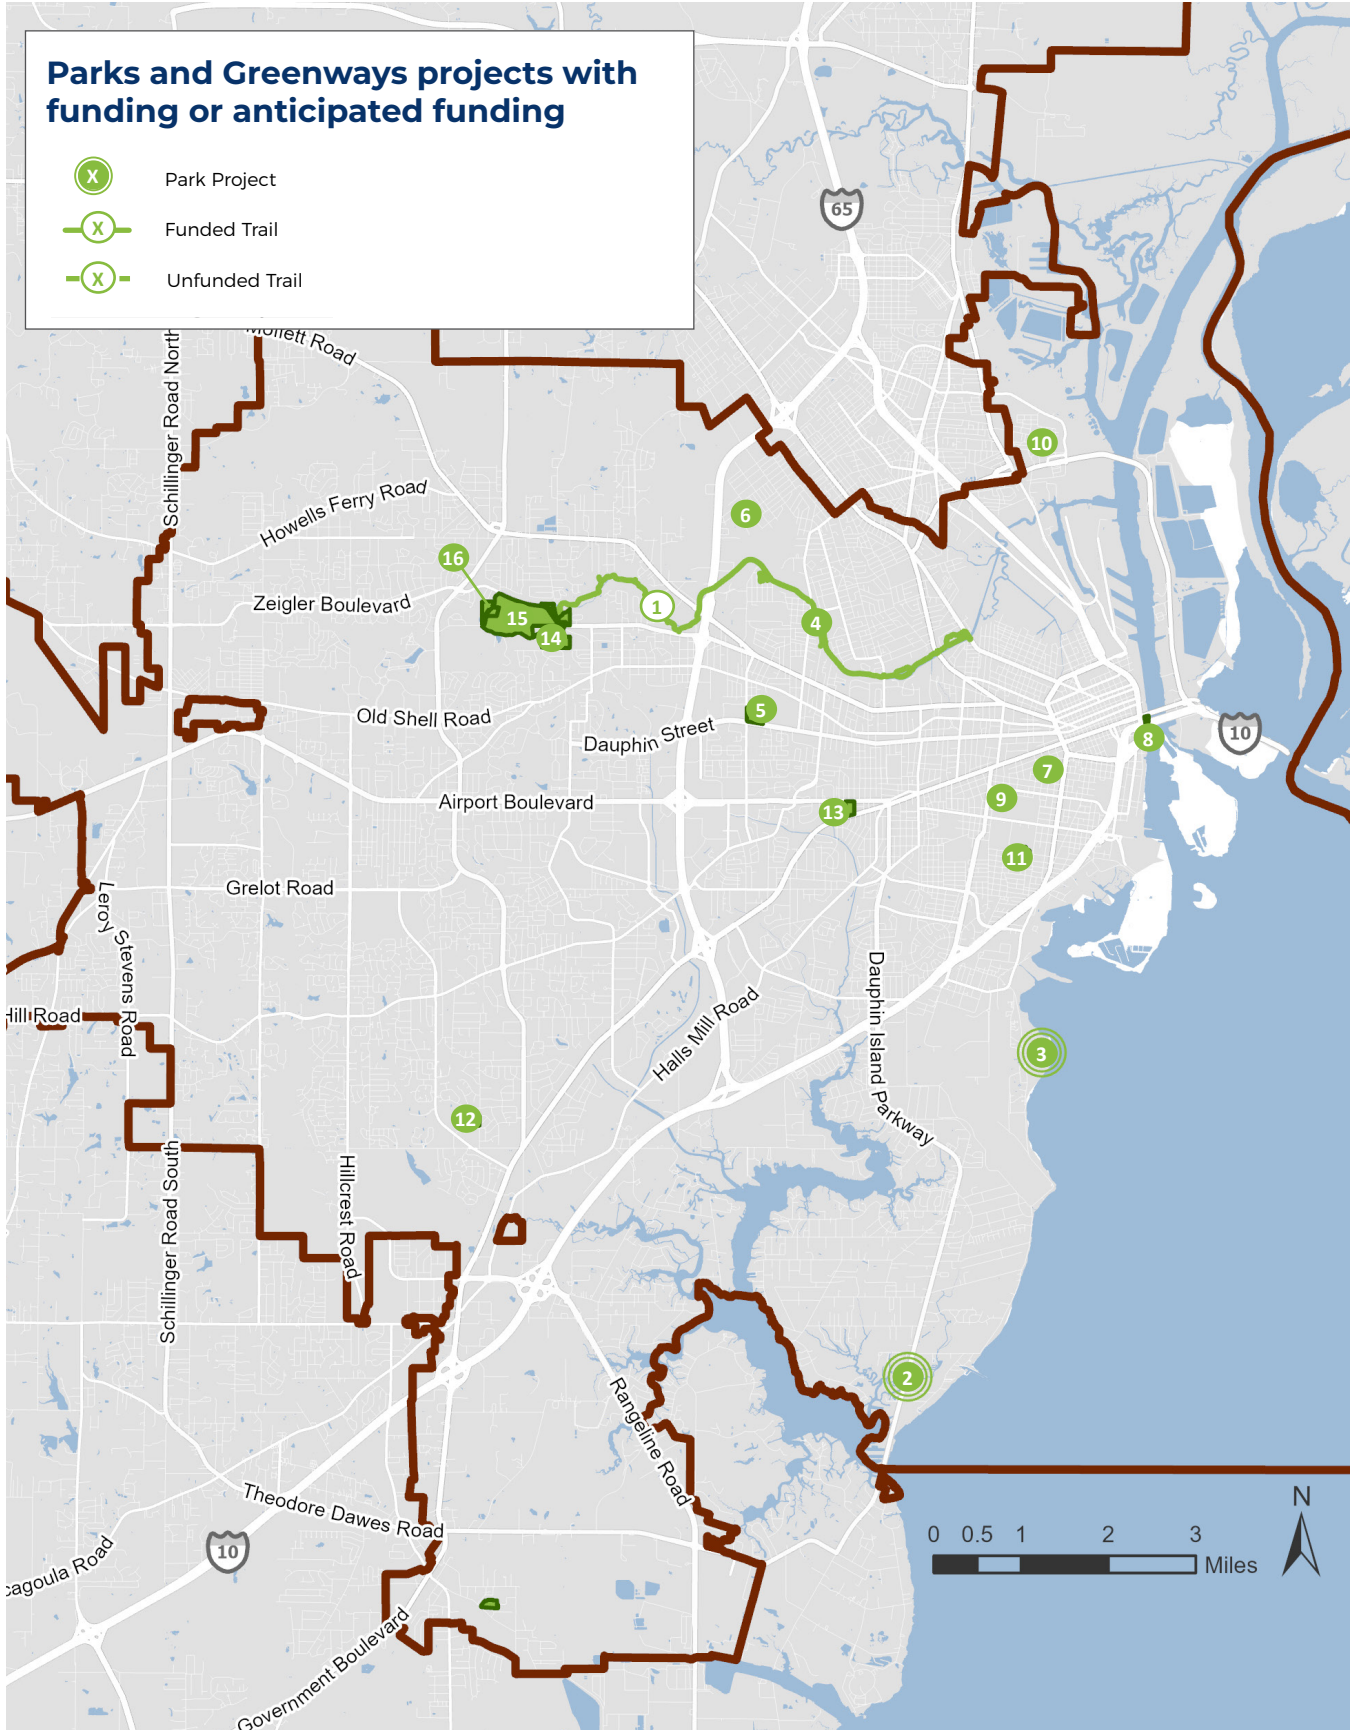 Parks and Greenways projects with
funding or anticipated funding
X
Park Project
X
Funded Trail
X
Unfunded Trail
65
Moffett Road
Schillinger Road North
10
Howells Ferry Road
6
16
Zeigler Boulevard
1
15
14
4
Old Shell Road
5
Dauphin Street
8
10
7
Airport Boulevard
9
13
11
Grelot Road
Leroy Stevens Road
Dauphin Island Parkway
Hill Road
Halls Mill Road
3
12
Schillinger Road South
Hillcrest Road
2
Rangeline Road
Theodore Dawes Road
N
0 0.5 1 2 3
Miles
10
cagoula Road
Government Boulevard